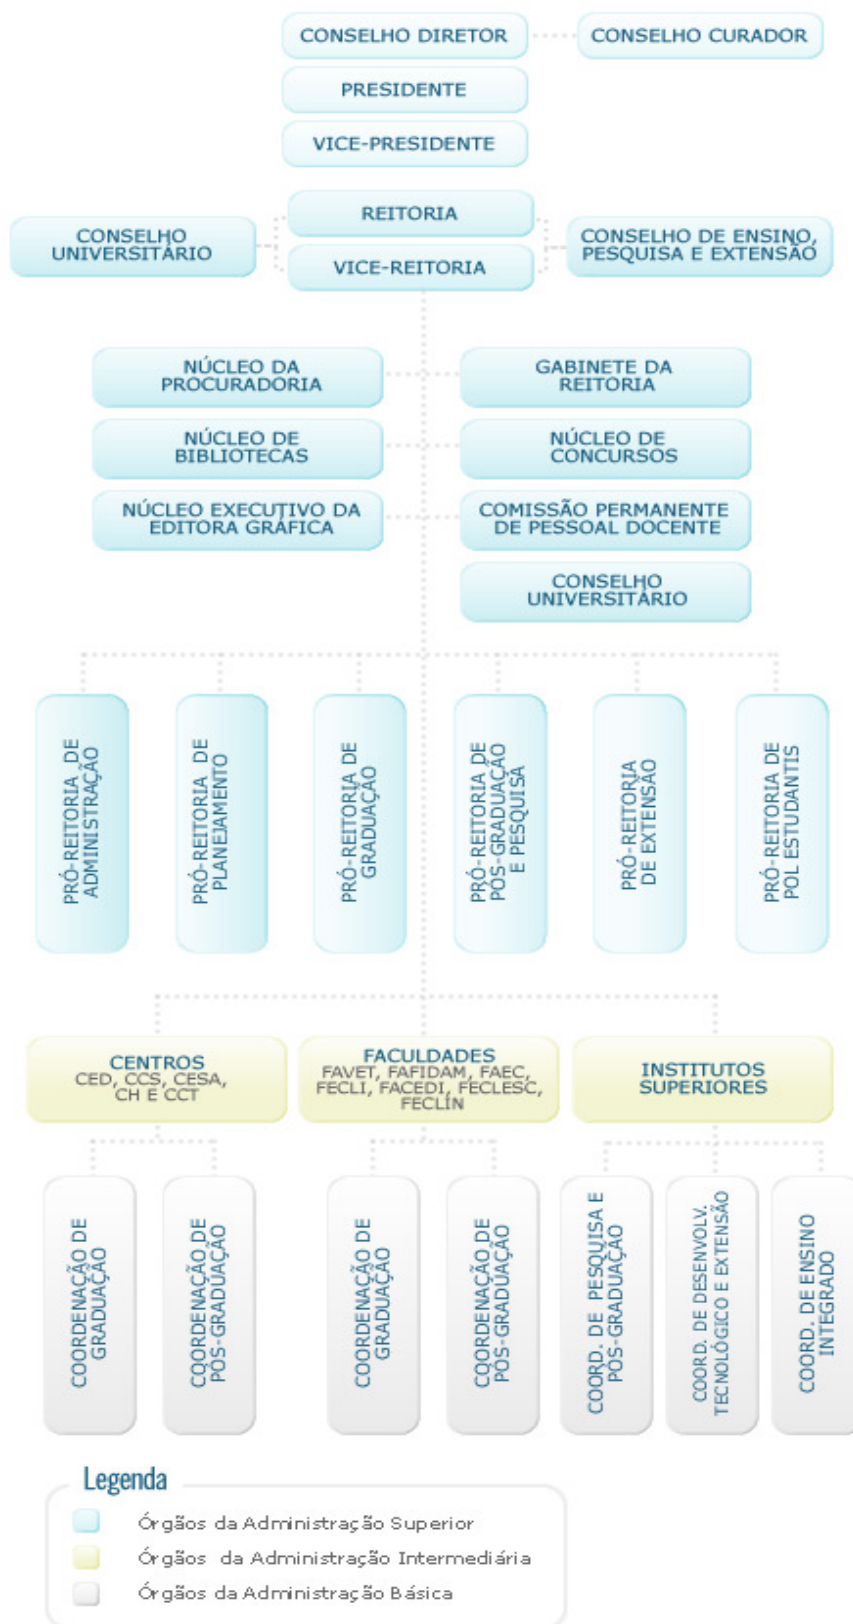 CONSELHO DIRETOR
CONSELHO CURADOR
PRESIDENTE
VICE-PRESIDENTE
REITORIA
CONSELHO
UNIVERSITÁRIO
CONSELHO DE ENSINO,
PESQUISA E EXTENSÃO
VICE-REITORIA
NÚCLEO DA
PROCURADORIA
GABINETE DA
REITORIA
NÚCLEO DE
BIBLIOTECAS
NÚCLEO DE
CONCURSOS
NÚCLEO EXECUTIVO DA
EDITORA GRÁFICA
COMISSÃO PERMANENTE
DE PESSOAL DOCENTE
CONSELHO
UNIVERSITÁRIO
PRÓ-REITORIA DE
ADMINISTRAÇÃO
PRÓ-REITORIA DE
PLANEJAMENTO
PRÓ-REITORIA DE
GRADUAÇÃO
PRÓ-REITORIA DE
PÓS-GRADUAÇÃO
E PESQUISA
PRÓ-REITORIA
DE EXTENSÃO
PRÓ-REITORIA DE
POL ESTUDANTIS
CENTROS
CED, CCS, CESA,
CH E CCT
FACULDADES
FAVET, FAFIDAM, FAEC,
FECLI, FACEDI, FECLESC,
FECLIN
INSTITUTOS
SUPERIORES
COORDENAÇÃO DE
GRADUAÇÃO
COORDENAÇÃO DE
PÓS-GRADUAÇÃO
COORDENAÇÃO DE
GRADUAÇÃO
COORDENAÇÃO DE
PÓS-GRADUAÇÃO
COORD. DE PESQUISA E
PÓS-GRADUAÇÃO
COORD. DE DESENVOLV.
TECNOLÓGICO E EXTENSÃO
COORD. DE ENSINO
INTEGRADO
Legenda
Órgãos da Administração Superior
Órgãos da Administração Intermediária
Órgãos da Administração Básica